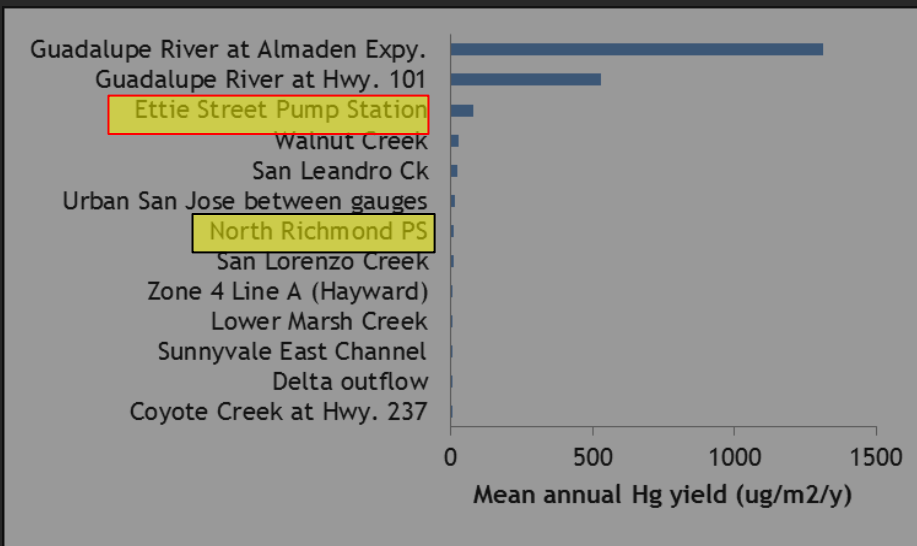 Guadalupe River at Almaden Expy.
Guadalupe River at Hwy. 101
Ettie Street Pump Station
Walnut Creek
San Leandro Ck
Urban San Jose between gauges
North Richmond PS
San Lorenzo Creek
Zone 4 Line A (Hayward)
Lower Marsh Creek
Sunnyvale East Channel
Delta outflow
Coyote Creek at Hwy. 237
0 500 1000 1500
Mean annual Hg yield (ug/m2/y)